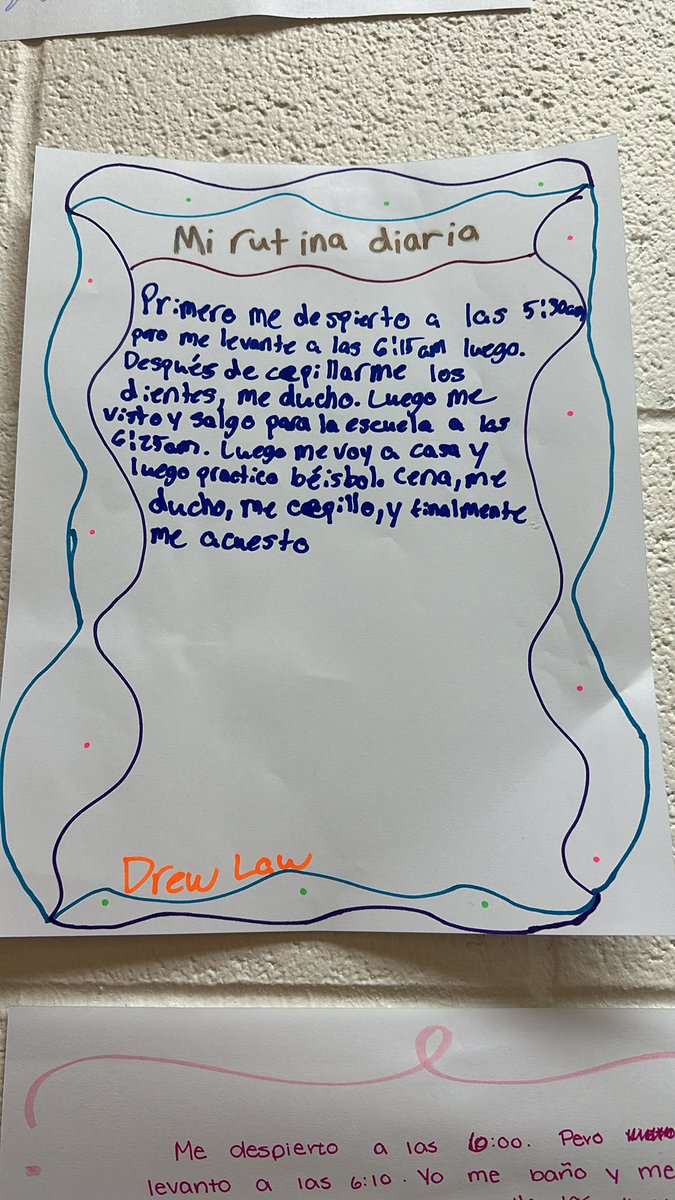 Mi rutina diaria
Primero me despierto a las 5:30am
pero me levante a las 6:15am luego.
Después de cepillarme los
dientes, me ducho. Luego me
visto y salgo para la escuela a las
6:25am. Luego me voy a casa y
luego practico béisbol. Cena, me
ducho, me cepillo, y finalmente
me acuesto
Drew Law
Me despierto a las 6:00. Pero
levanto a las 6:10. Yo me baño y me